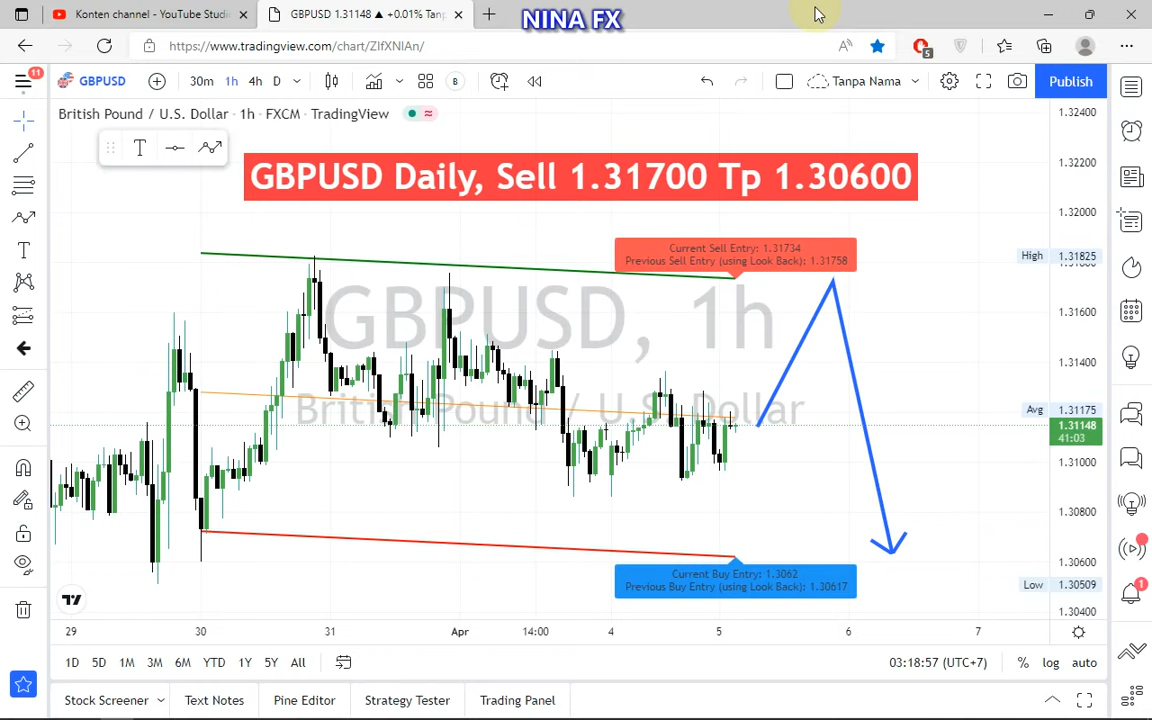 Konten channel - YouTube Studi
GBPUSD 1.31148 ▲ +0.01% Tanp
NINA FX
https://www.tradingview.com/chart/ZIfXNIAn/
5
11
GBPUSD
30m 1h 4h D
B
Tanpa Nama
Publish
British Pound / U.S. Dollar · 1h · FXCM · TradingView
T
GBPUSD Daily, Sell 1.31700 Tp 1.30600
Current Sell Entry: 1.31734
Previous Sell Entry (using Look Back): 1.31758
GBPUSD, 1h
British Pound / U.S. Dollar
Current Buy Entry: 1.3062
Previous Buy Entry (using Look Back): 1.30617
1.32400
1.32200
1.32000
High 1.31825
1.31600
1.31400
Avg 1.31175
1.31148
41:03
1.31000
1.30800
1.30600
Low 1.30509
1.30400
1
29 30 31 Apr 14:00 4 5 6 7
1D 5D 1M 3M 6M YTD 1Y 5Y All
03:18:57 (UTC+7) % log auto
Stock Screener Text Notes Pine Editor Strategy Tester Trading Panel